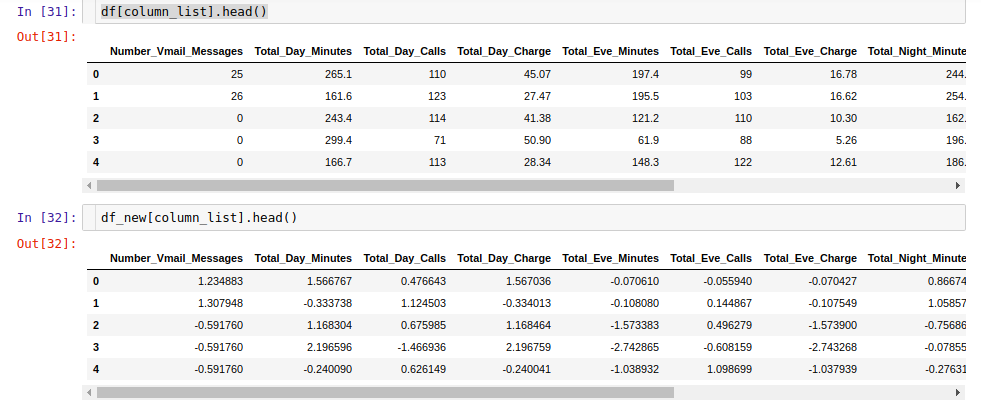 In [31]: df[column_list].head()
Out[31]:
Number_Vmail_Messages Total_Day_Minutes Total_Day_Calls Total_Day_Charge Total_Eve_Minutes Total_Eve_Calls Total_Eve_Charge Total_Night_Minute
0 25 265.1 110 45.07 197.4 99 16.78 244.
1 26 161.6 123 27.47 195.5 103 16.62 254.
2 0 243.4 114 41.38 121.2 110 10.30 162.
3 0 299.4 71 50.90 61.9 88 5.26 196.
4 0 166.7 113 28.34 148.3 122 12.61 186.
In [32]: df_new[column_list].head()
Out[32]:
Number_Vmail_Messages Total_Day_Minutes Total_Day_Calls Total_Day_Charge Total_Eve_Minutes Total_Eve_Calls Total_Eve_Charge Total_Night_Minute
0 1.234883 1.566767 0.476643 1.567036 -0.070610 -0.055940 -0.070427 0.86674
1 1.307948 -0.333738 1.124503 -0.334013 -0.108080 0.144867 -0.107549 1.05857
2 -0.591760 1.168304 0.675985 1.168464 -1.573383 0.496279 -1.573900 -0.75686
3 -0.591760 2.196596 -1.466936 2.196759 -2.742865 -0.608159 -2.743268 -0.07855
4 -0.591760 -0.240090 0.626149 -0.240041 -1.038932 1.098699 -1.037939 -0.27631